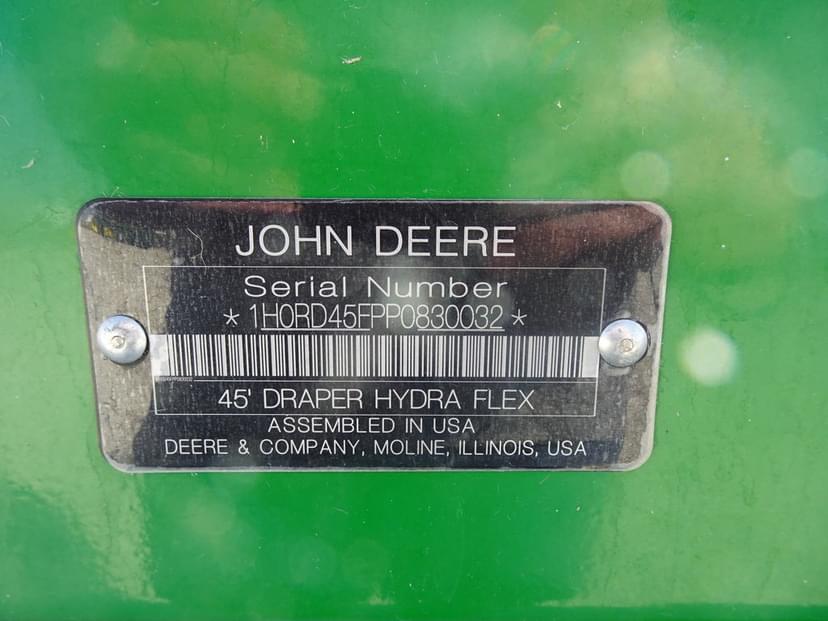 JOHN DEERE
Serial Number
*1H0RD45FPP0830032*
45' DRAPER HYDRA FLEX
ASSEMBLED IN USA
DEERE & COMPANY, MOLINE, ILLINOIS, USA